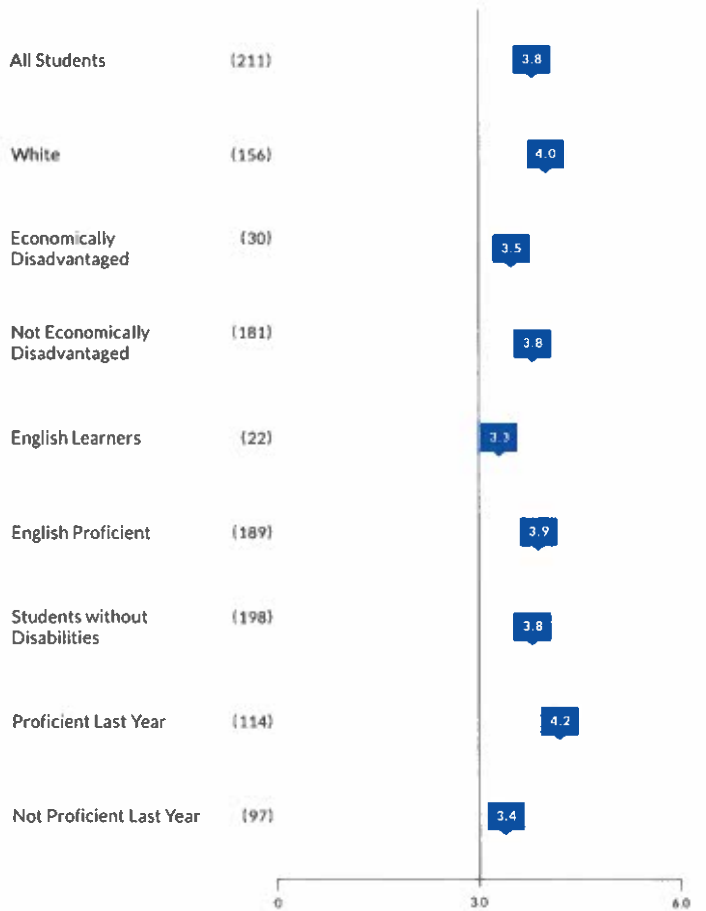 All Students (211) 3.8
White (156) 4.0
Economically (30)
Disadvantaged 3.5
Not Economically (181)
Disadvantaged 3.8
English Learners (22) 3.3
English Proficient (189) 3.9
Students without (198)
Disabilities 3.8
Proficient Last Year (114) 4.2
Not Proficient Last Year (97) 3.4
0 3.0 6.0